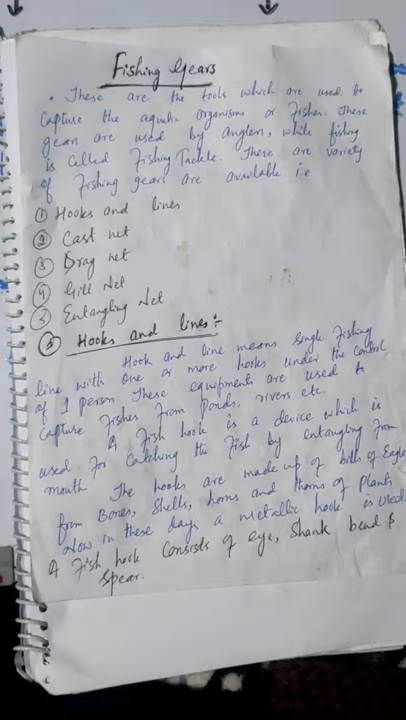 Fishing Gears
• These are the tools which are used to
Capture the aquatic organisms or Fishes. These
gears are used by anglers, while fishing
is Called Fishing Tackle. There are variety
of Fishing gears are available i.e
① Hooks and lines
② Cast net
③ Drag net
④ Gill Net
⑤ Entangling Net
Hooks and lines:-
Hook and line means single Fishing
line with one or more hooks under the Control
of 1 person. These equipments are used to
Capture Fishes From Ponds, rivers etc.
A Fish hook is a device which is
used For Catching the Fish by entangling From
mouth. The hooks are made up of bills of Eagle
From Bones, Shells, horns and thorns of Plants
Now in these days a metallic hook is used
A Fish hook Consists of eye, Shank bend &
Spear.